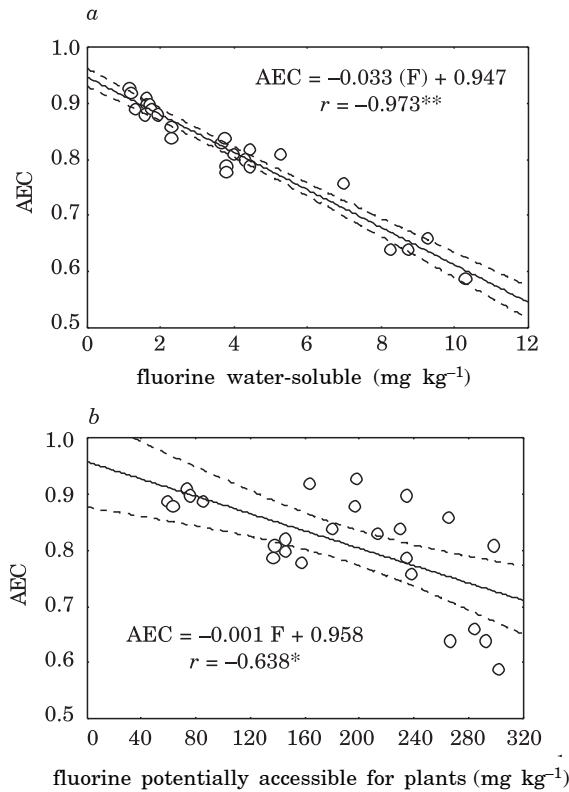 a
1.0
0.9
0.8
0.7
0.6
0.5
AEC
AEC = –0.033 (F) + 0.947
r = –0.973**
0 2 4 6 8 10 12
fluorine water-soluble (mg kg⁻¹)
b
1.0
0.9
0.8
0.7
0.6
0.5
AEC
AEC = –0.001 F + 0.958
r = –0.638*
0 40 80 120 160 200 240 280 320
fluorine potentially accessible for plants (mg kg⁻¹)